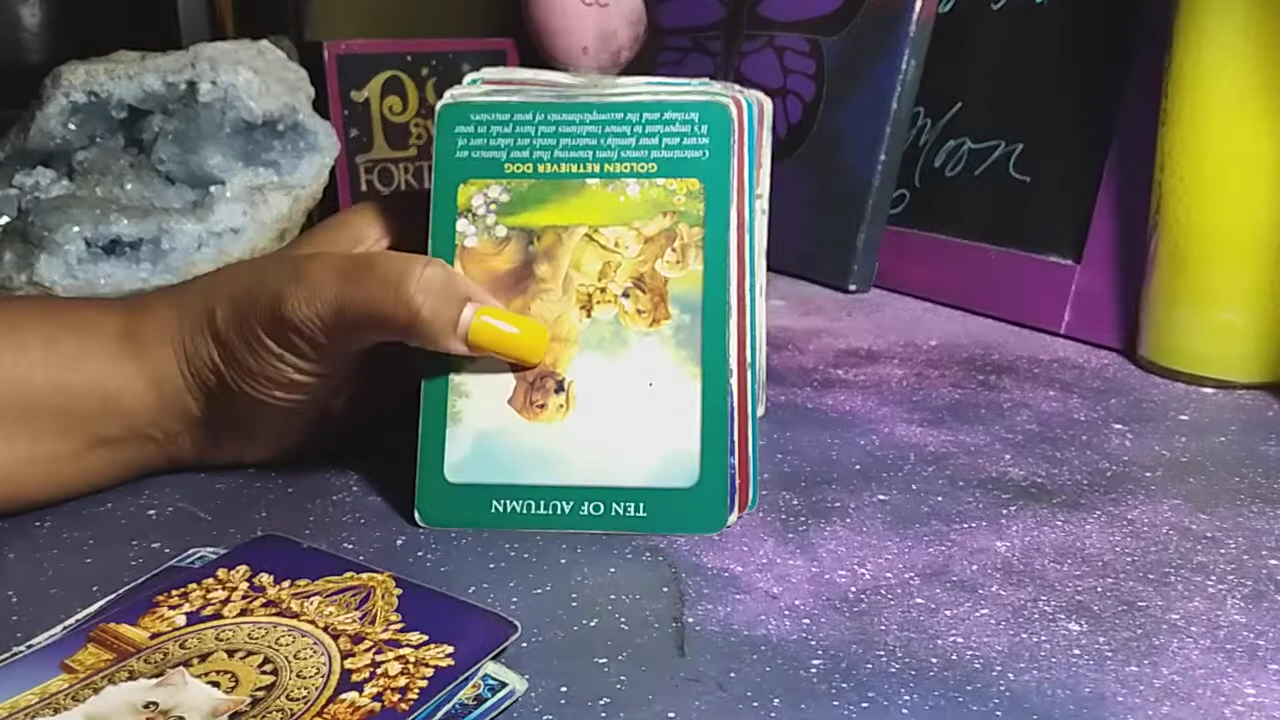 Ps
FORT
Moon
TEN OF AUTUMN
GOLDEN RETRIEVER DOG
Contentment comes from knowing that your finances are
secure and your family's material needs are taken care of.
It's important to honor traditions and have pride in your
heritage and the accomplishments of your ancestors.